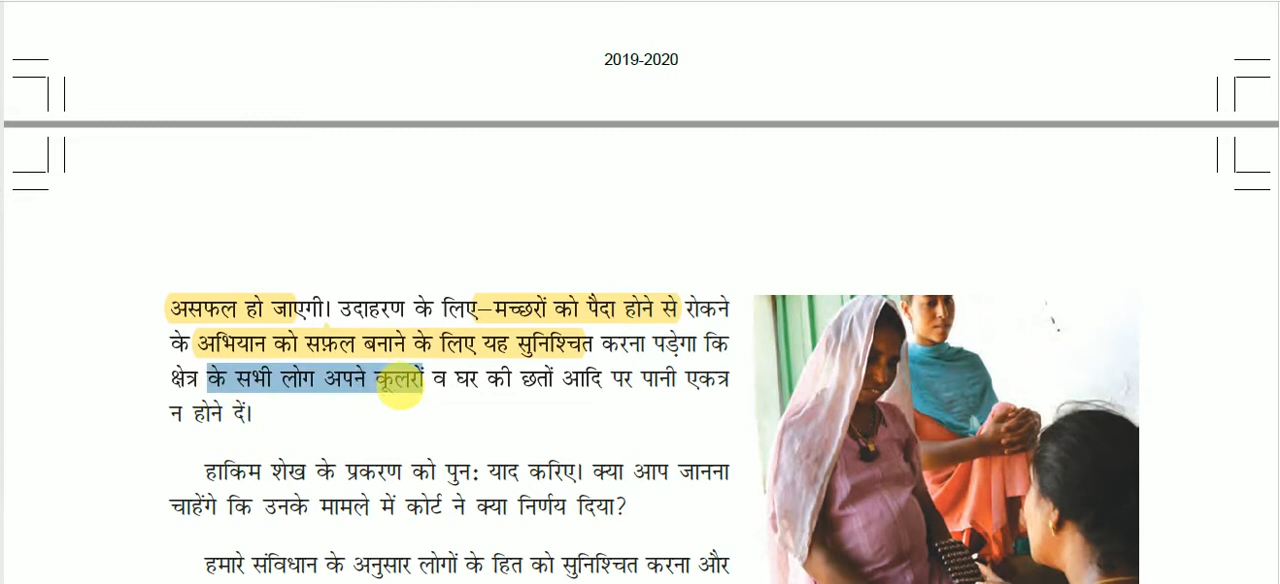 2019-2020
असफल हो जाएगी। उदाहरण के लिए–मच्छरों को पैदा होने से रोकने
के अभियान को सफ़ल बनाने के लिए यह सुनिश्चित करना पड़ेगा कि
क्षेत्र के सभी लोग अपने कूलरों व घर की छतों आदि पर पानी एकत्र
न होने दें।
हाकिम शेख के प्रकरण को पुन: याद करिए। क्या आप जानना
चाहेंगे कि उनके मामले में कोर्ट ने क्या निर्णय दिया?
हमारे संविधान के अनुसार लोगों के हित को सुनिश्चित करना और